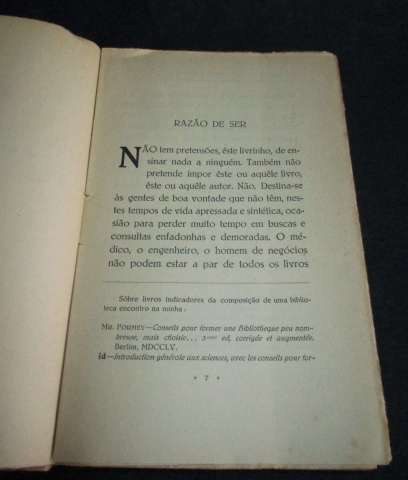 RAZÃO DE SER
NÃO tem pretensões, êste livrinho, de en-
sinar nada a ninguém. Também não
pretende impor êste ou aquêle livro,
êste ou aquêle autor. Não. Destina-se
às gentes de boa vontade que não têm, nes-
tes tempos de vida apressada e sintética, oca-
sião para perder muito tempo em buscas e
consultas enfadonhas e demoradas. O mé-
dico, o engenheiro, o homem de negócios
não podem estar a par de todos os livros
Sôbre livros indicadores da composição de uma biblio-
teca encontro na minha:
MR. FORMEY—Conseils pour former une Bibliotheque peu nom-
breuse, mais choisie... 3eme ed, corrigée et augmentée.
Berlim, MDCCLV.
id—Introduction générale aux sciences, avec les conseils pour for-
* 7 *